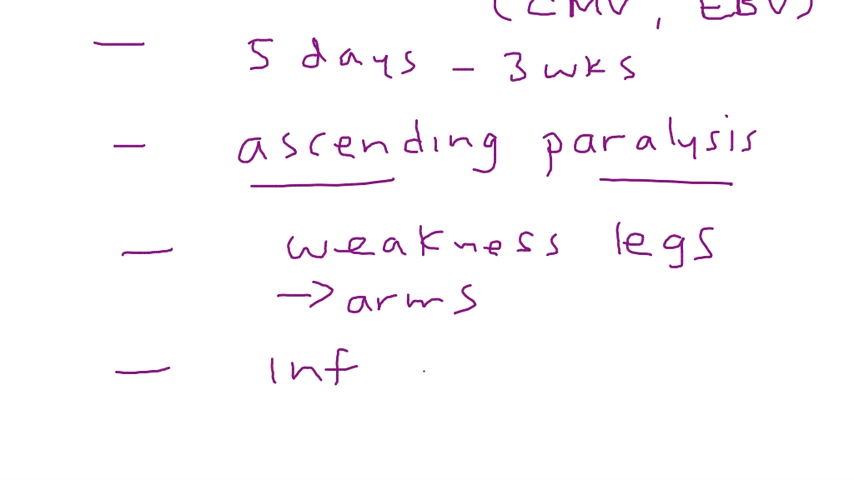 (CMV, EBV)
— 5 days – 3 wks
– ascending paralysis
— weakness legs
→ arms
— Inf